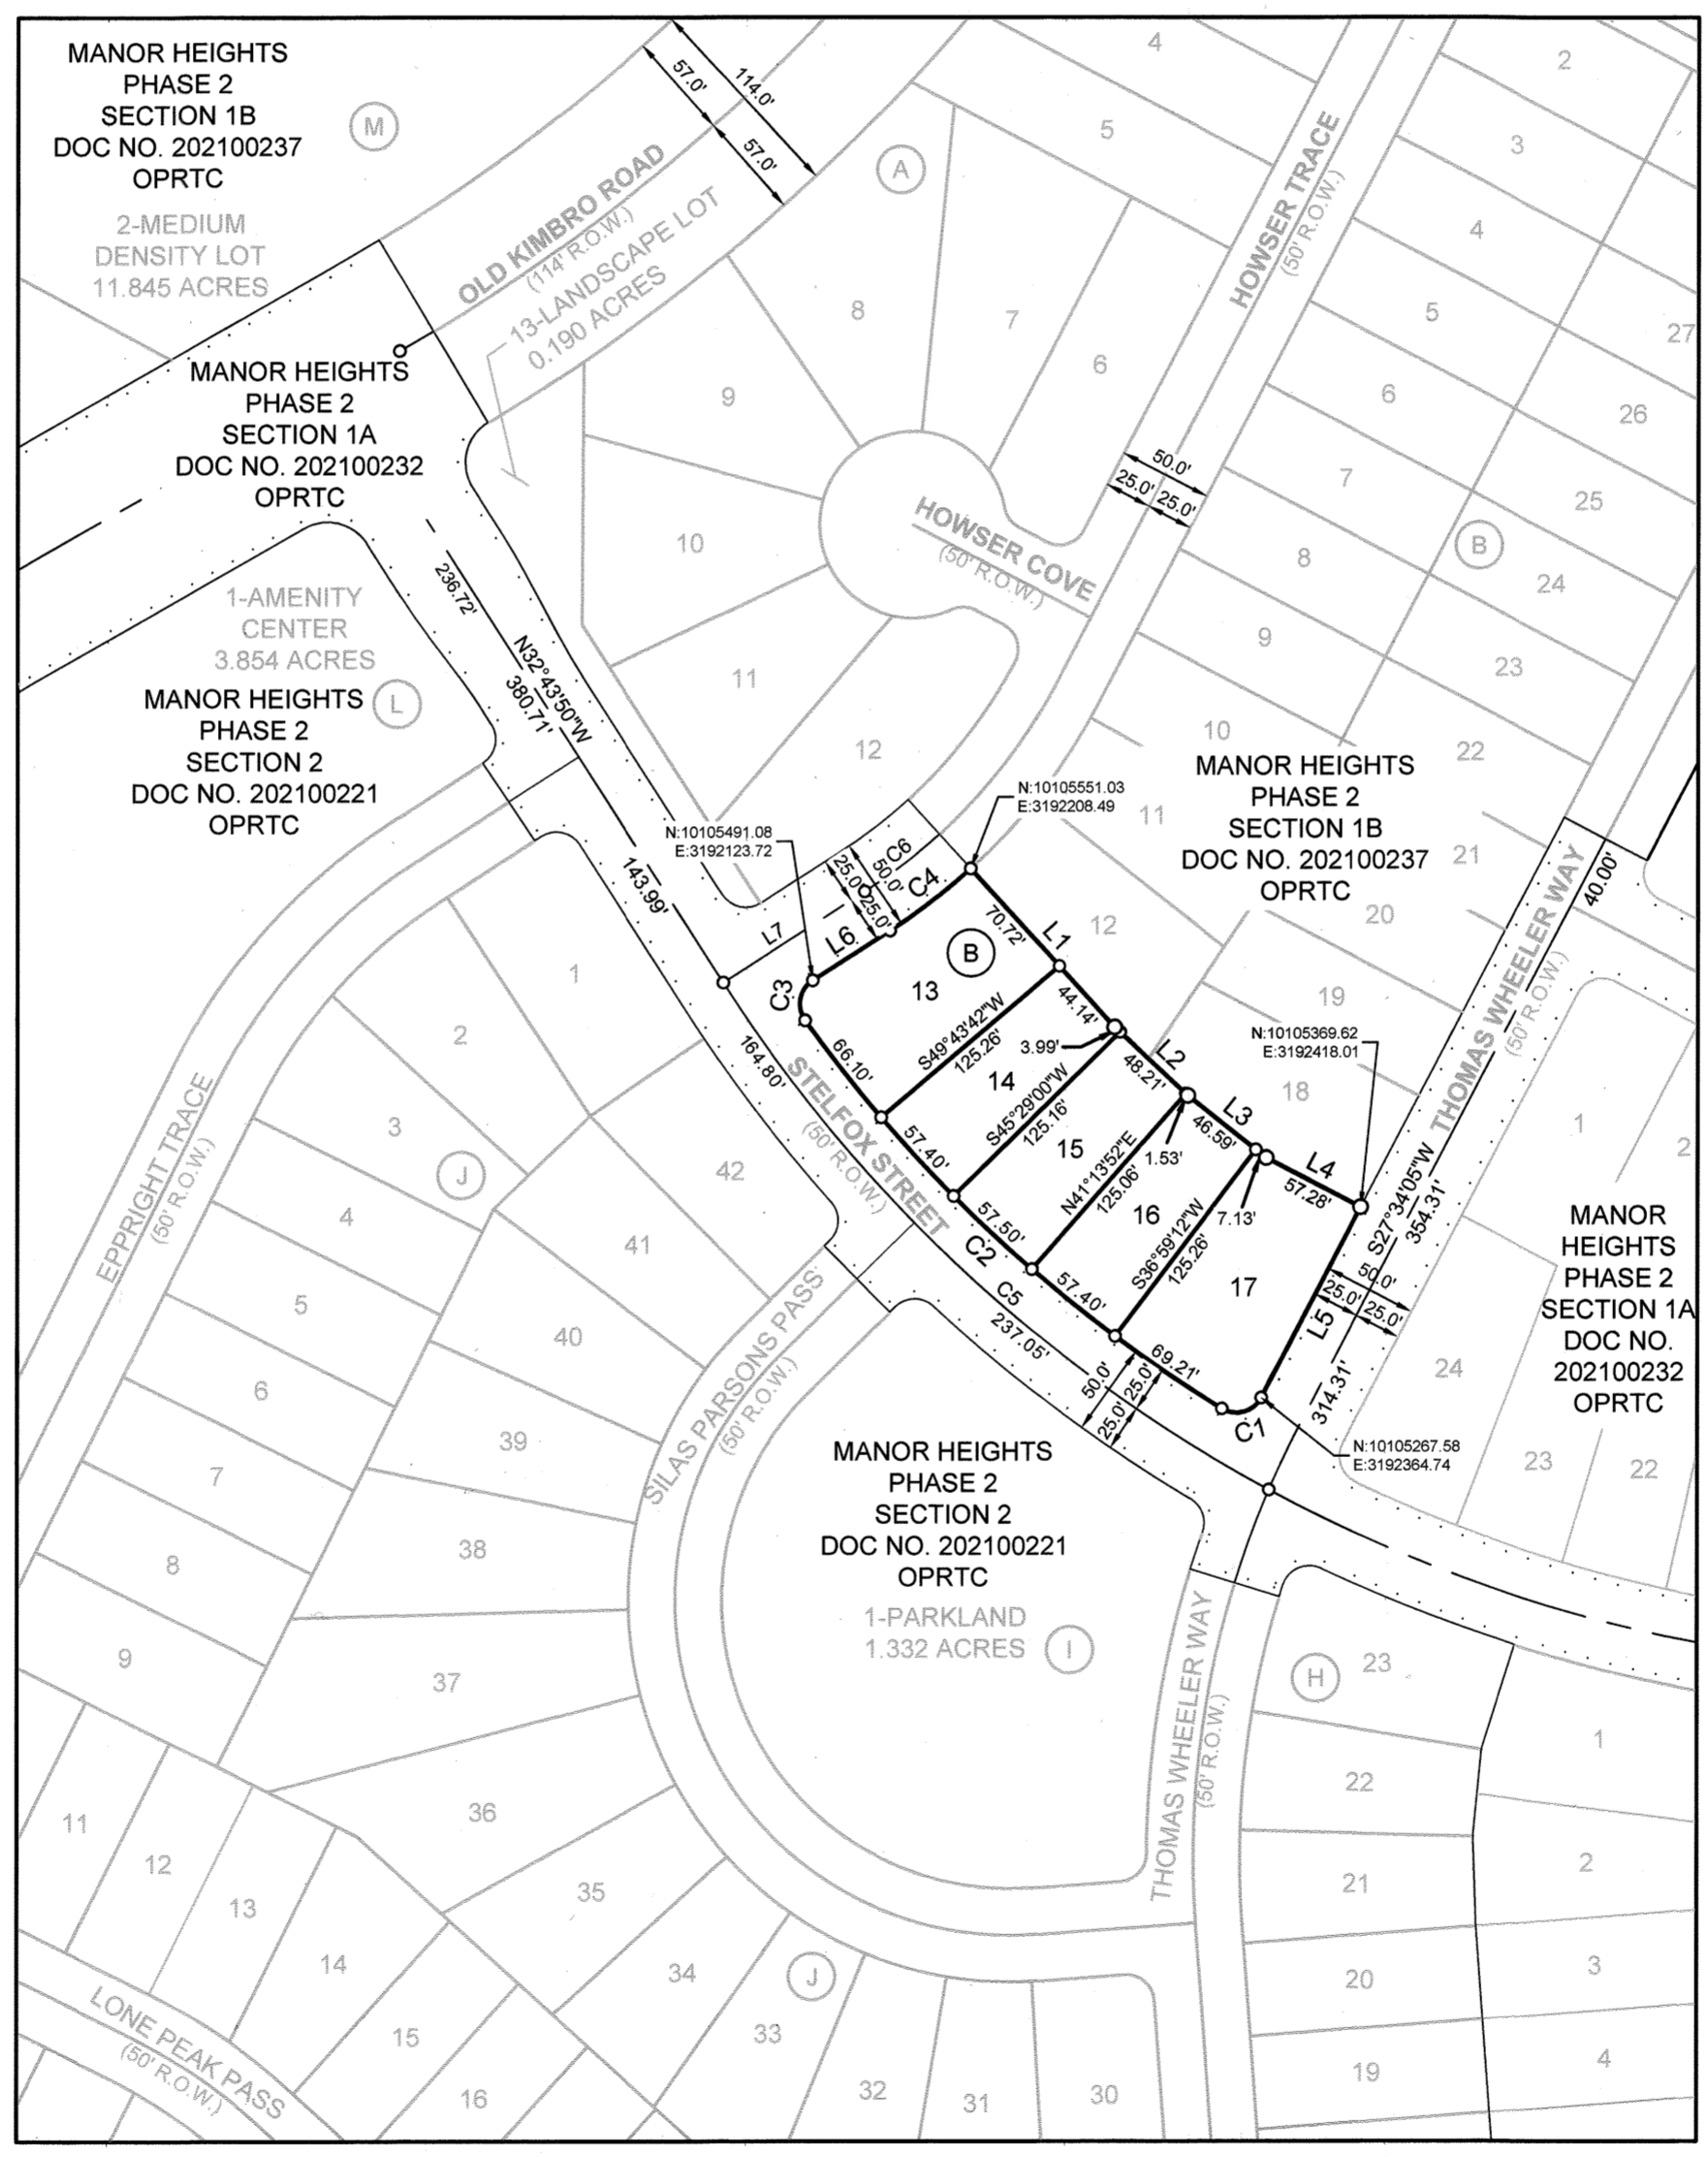 MANOR HEIGHTS
PHASE 2
SECTION 1B
DOC NO. 202100237
OPRTC
2-MEDIUM
DENSITY LOT
11.845 ACRES
M
57.0'
114.0'
57.0'
OLD KIMBRO ROAD
(114' R.O.W.)
13-LANDSCAPE LOT
0.190 ACRES
A
4
5
8
7
6
9
10
11
12
HOWSER TRACE
(50' R.O.W.)
2
3
4
5
27
6
26
7
25
B
8
24
9
23
10
22
11
21
12
20
19
18
50.0'
25.0'
25.0'
HOWSER COVE
(50' R.O.W.)
MANOR HEIGHTS
PHASE 2
SECTION 1A
DOC NO. 202100232
OPRTC
1-AMENITY
CENTER
3.854 ACRES
L
MANOR HEIGHTS
PHASE 2
SECTION 2
DOC NO. 202100221
OPRTC
236.72'
N32°43'50"W
380.71'
143.99'
MANOR HEIGHTS
PHASE 2
SECTION 1B
DOC NO. 202100237
OPRTC
N:10105551.03
E:3192208.49
N:10105491.08
E:3192123.72
C6
25.0'
50.0'
25.0'
C4
L7
L6
C3
B
13
70.72'
L1
44.14'
3.99'
S49°43'42"W
125.26'
66.10'
14
48.21'
L2
S45°29'00"W
125.16'
57.40'
15
1.53'
46.59'
L3
N41°13'52"E
125.06'
57.50'
C2
16
7.13'
S36°59'12"W
125.26'
57.40'
C5
237.05'
17
L4
57.28'
69.21'
50.0'
25.0'
25.0'
C1
L5
50.0'
25.0'
25.0'
S27°34'05"W
354.31'
314.31'
40.00'
THOMAS WHEELER WAY
(50' R.O.W.)
N:10105369.62
E:3192418.01
N:10105267.58
E:3192364.74
164.80'
STELFOX STREET
(50' R.O.W.)
1
2
24
23
22
MANOR
HEIGHTS
PHASE 2
SECTION 1A
DOC NO.
202100232
OPRTC
EPPRIGHT TRACE
(50' R.O.W.)
1
2
3
J
4
5
6
7
8
9
42
41
40
39
38
37
36
35
34
33
32
31
30
11
12
13
14
15
16
J
SILAS PARSONS PASS
(50' R.O.W.)
MANOR HEIGHTS
PHASE 2
SECTION 2
DOC NO. 202100221
OPRTC
1-PARKLAND
1.332 ACRES
I
THOMAS WHEELER WAY
(50' R.O.W.)
H
23
22
21
20
19
1
2
3
4
LONE PEAK PASS
(50' R.O.W.)